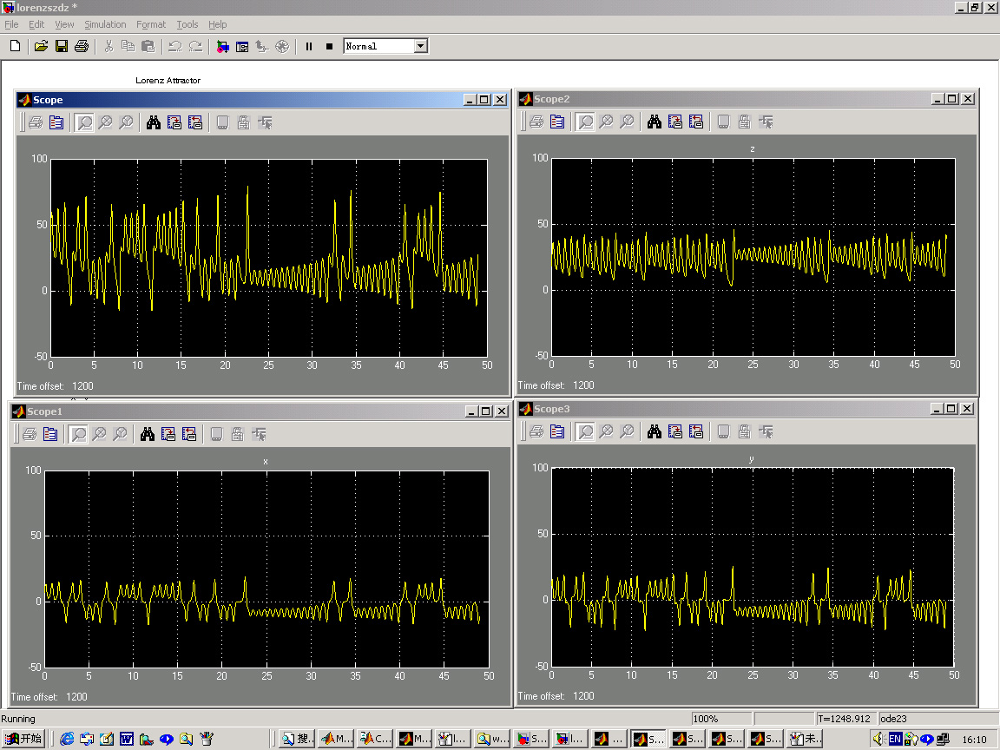 lorenzszdz *
File Edit View Simulation Format Tools Help
Normal
Lorenz Attractor
Scope
100
50
0
-50
0 5 10 15 20 25 30 35 40 45 50
Time offset: 1200
Scope2
z
100
50
0
-50
0 5 10 15 20 25 30 35 40 45 50
Time offset: 1200
Scope1
x
100
50
0
-50
0 5 10 15 20 25 30 35 40 45 50
Time offset: 1200
Scope3
y
100
50
0
-50
0 5 10 15 20 25 30 35 40 45 50
Time offset: 1200
Running 100% T=1248.912 ode23
开始 搜... M... C... M... l... w... S... l... ... S... S... S... S... 未... EN 16:10